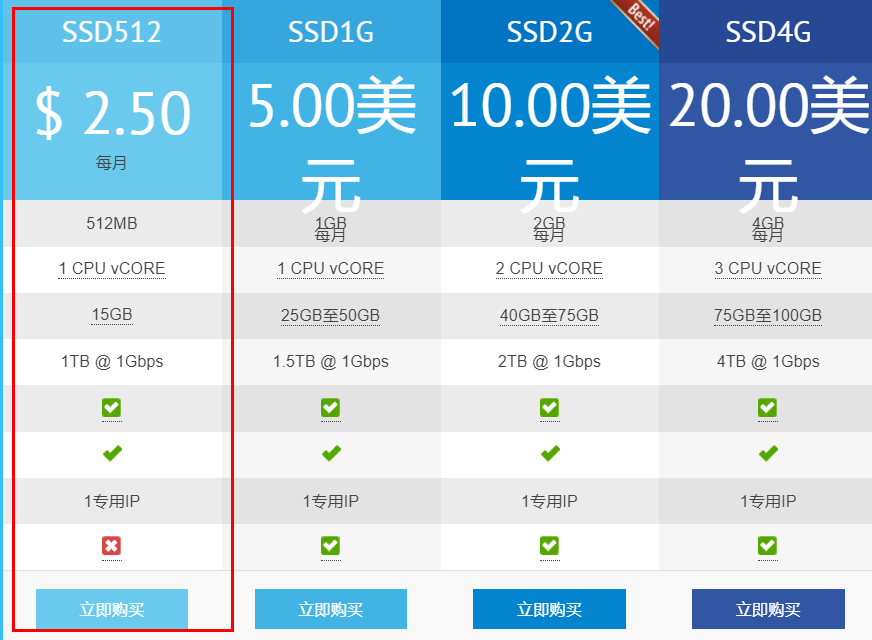 SSD512 SSD1G SSD2G SSD4G
Best!
$ 2.50 5.00美 10.00美 20.00美
每月 元 元 元
512MB 1GB 2GB 4GB
每月 每月 每月
1 CPU vCORE 1 CPU vCORE 2 CPU vCORE 3 CPU vCORE
15GB 25GB至50GB 40GB至75GB 75GB至100GB
1TB @ 1Gbps 1.5TB @ 1Gbps 2TB @ 1Gbps 4TB @ 1Gbps
1专用IP 1专用IP 1专用IP 1专用IP
立即购买 立即购买 立即购买 立即购买